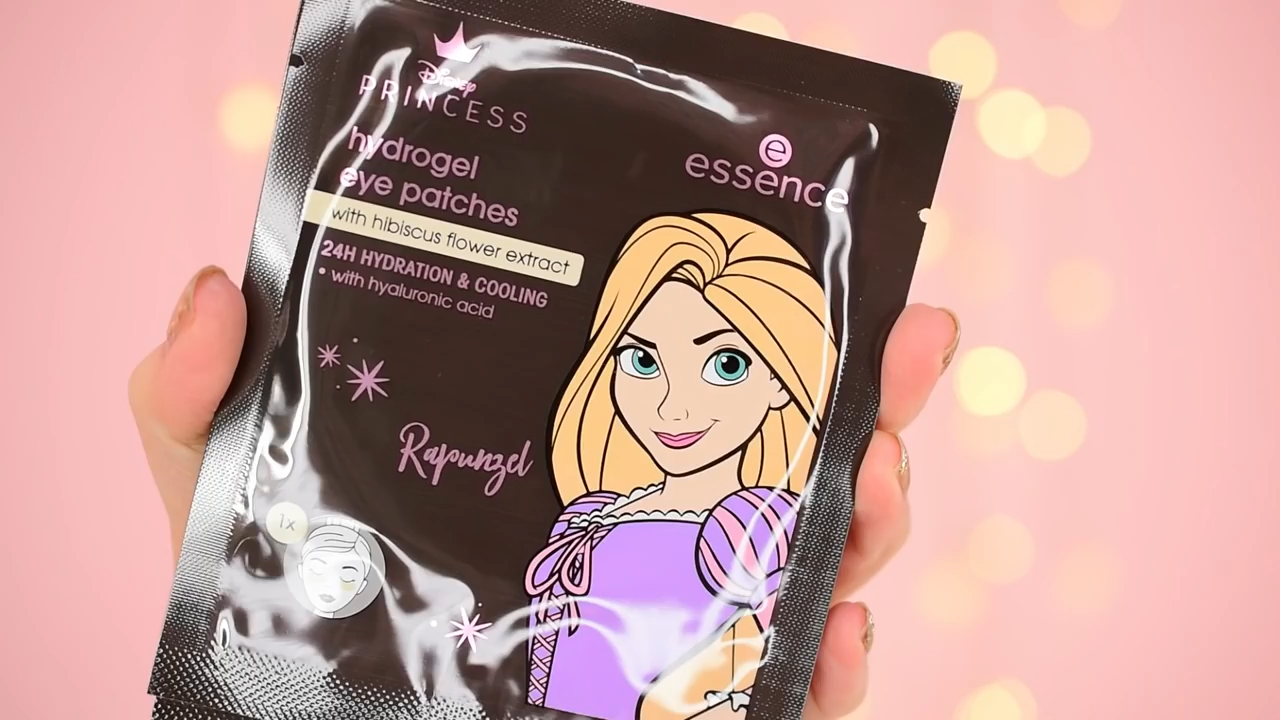 Disney
PRINCESS
hydrogel
eye patches
with hibiscus flower extract
24H HYDRATION & COOLING
• with hyaluronic acid
e
essence
Rapunzel
1x